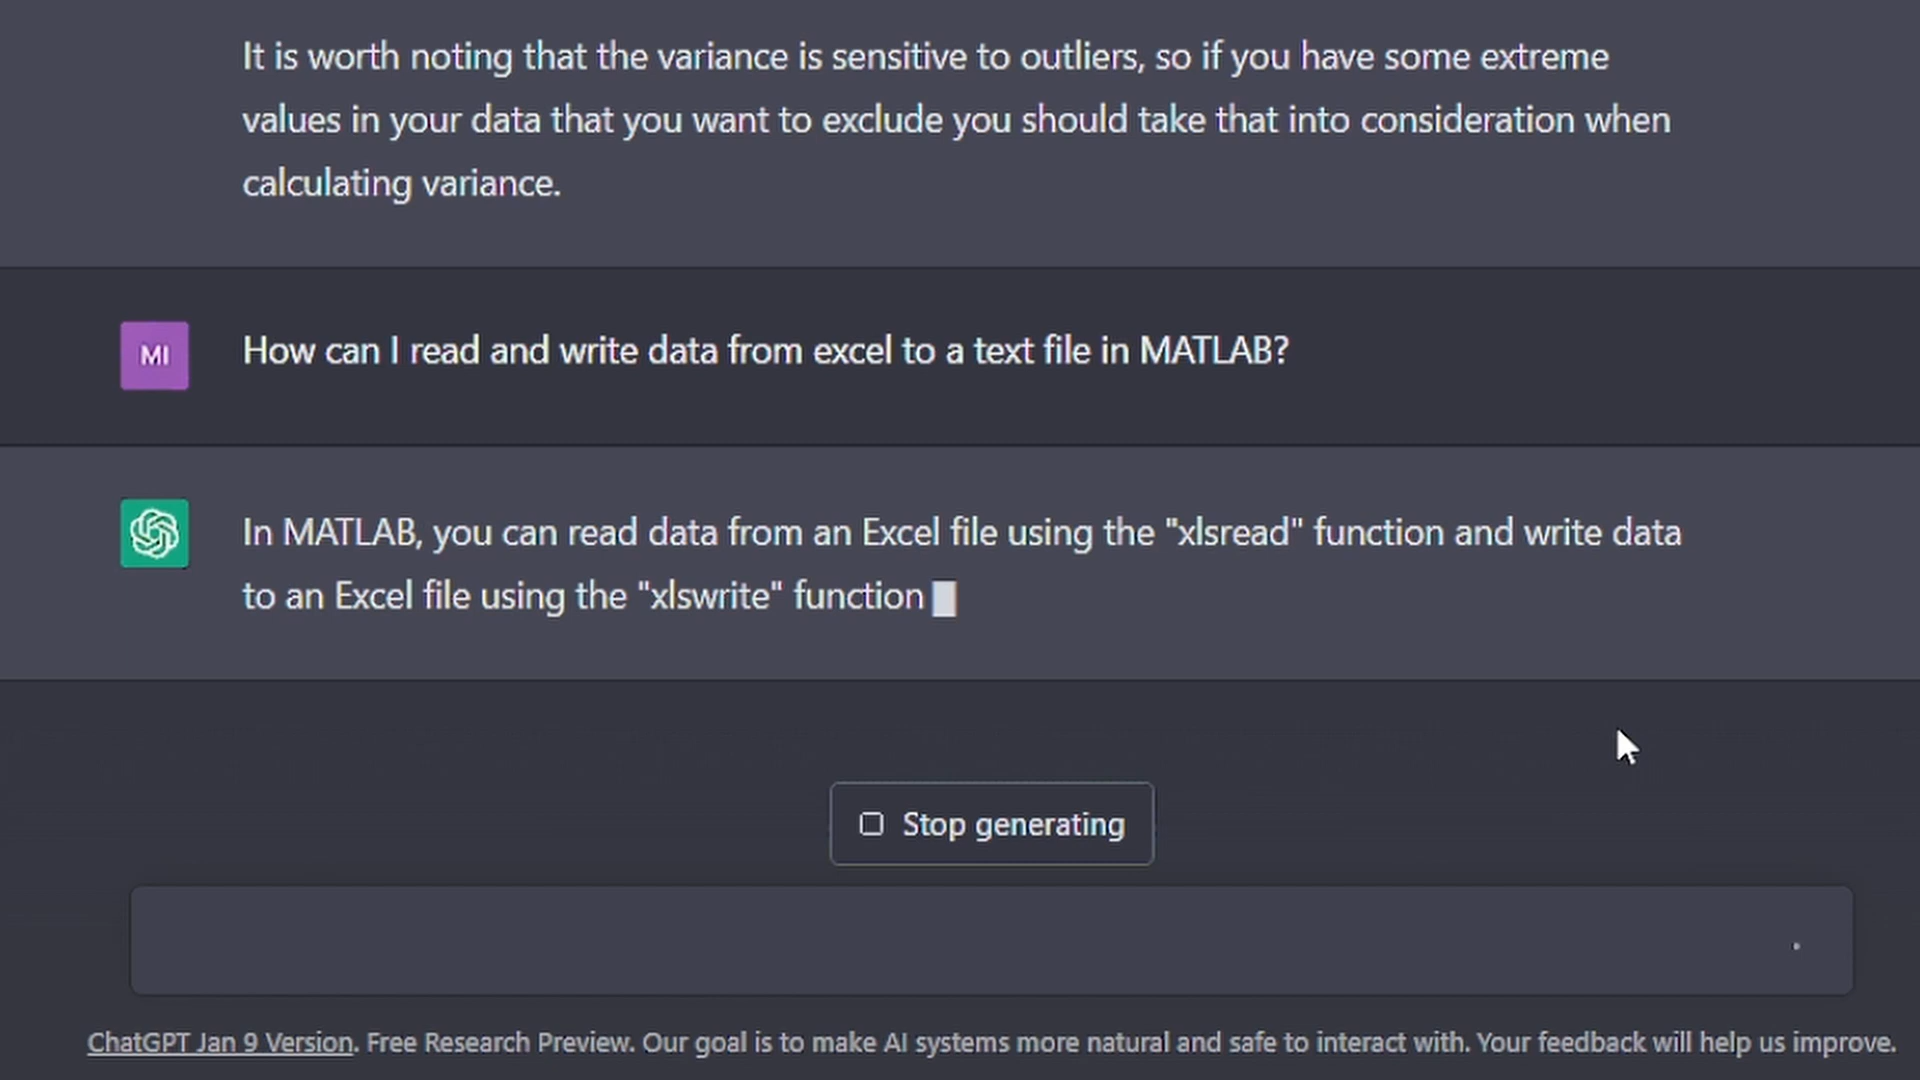 It is worth noting that the variance is sensitive to outliers, so if you have some extreme
values in your data that you want to exclude you should take that into consideration when
calculating variance.
MI
How can I read and write data from excel to a text file in MATLAB?
In MATLAB, you can read data from an Excel file using the "xlsread" function and write data
to an Excel file using the "xlswrite" function
Stop generating
ChatGPT Jan 9 Version. Free Research Preview. Our goal is to make AI systems more natural and safe to interact with. Your feedback will help us improve.